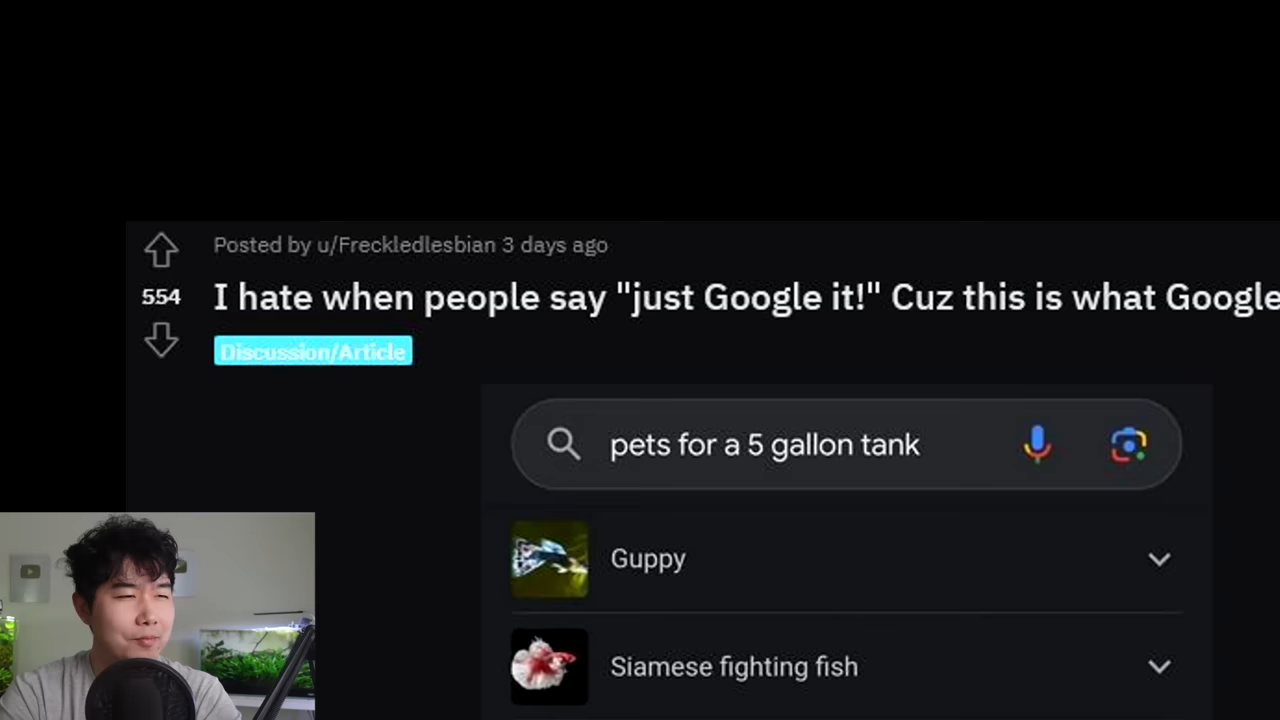 Posted by u/Freckledlesbian 3 days ago
554
I hate when people say "just Google it!" Cuz this is what Google
Discussion/Article
pets for a 5 gallon tank
Guppy
Siamese fighting fish